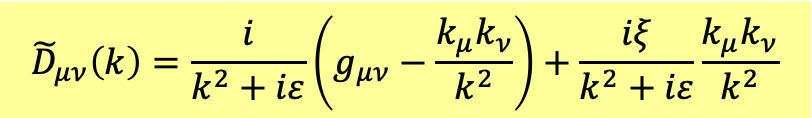 D̃_μν(k) = i/(k² + iε) (g_μν − k_μk_ν/k²) + iξ/(k² + iε) k_μk_ν/k²